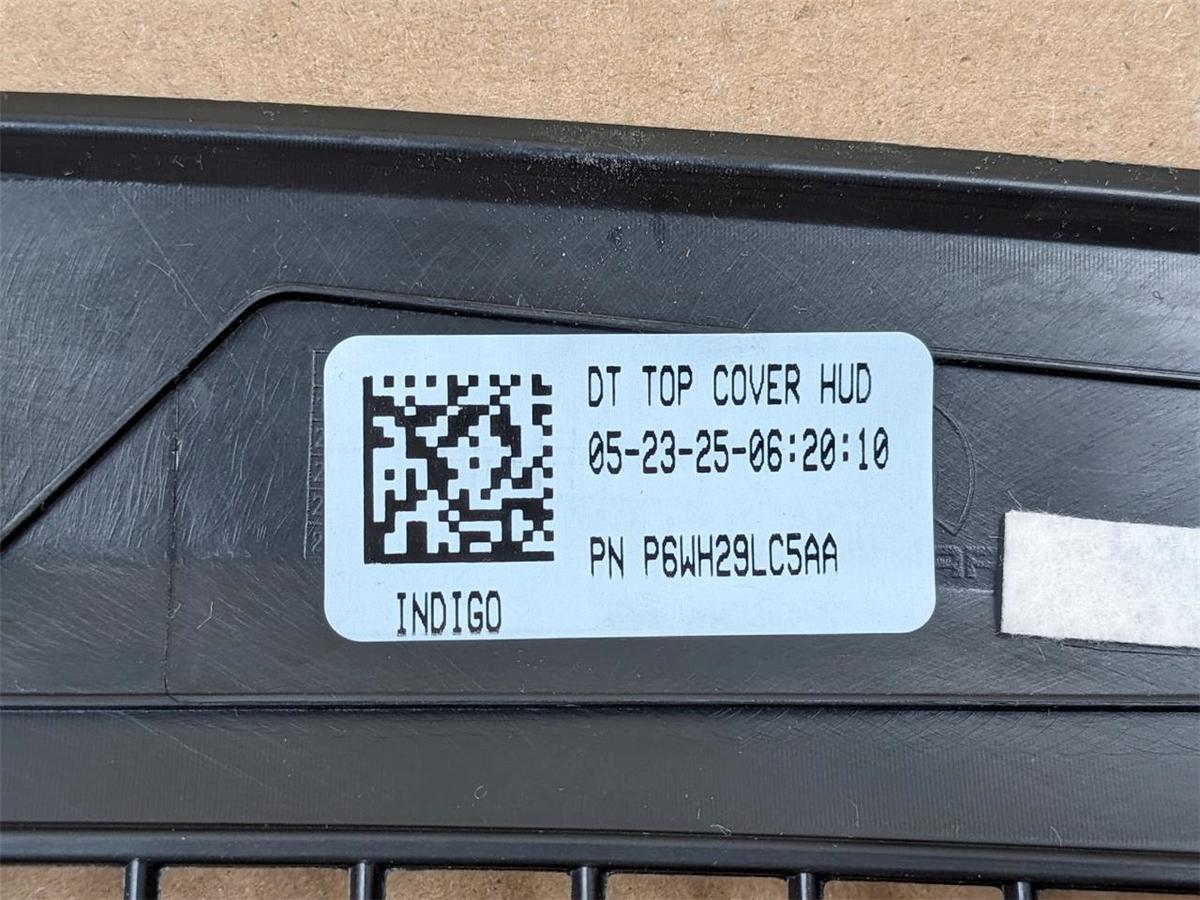 DT TOP COVER HUD
05-23-25-06:20:10
PN P6WH29LC5AA
INDIGO